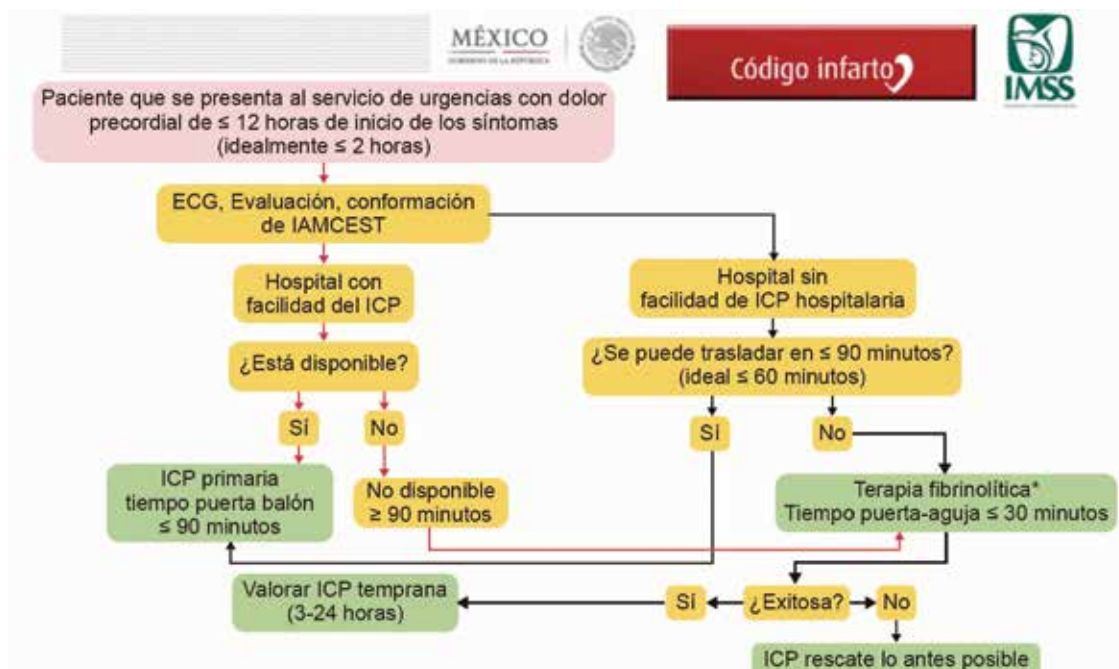 MÉXICO
GOBIERNO DE LA REPÚBLICA
Código infarto
IMSS
Paciente que se presenta al servicio de urgencias con dolor
precordial de ≤ 12 horas de inicio de los síntomas
(idealmente ≤ 2 horas)
ECG, Evaluación, conformación
de IAMCEST
Hospital con
facilidad del ICP
Hospital sin
facilidad de ICP hospitalaria
¿Está disponible?
¿Se puede trasladar en ≤ 90 minutos?
(ideal ≤ 60 minutos)
Sí
No
Sí
No
ICP primaria
tiempo puerta balón
≤ 90 minutos
No disponible
≥ 90 minutos
Terapia fibrinolítica*
Tiempo puerta-aguja ≤ 30 minutos
Valorar ICP temprana
(3-24 horas)
Sí
¿Exitosa?
No
ICP rescate lo antes posible